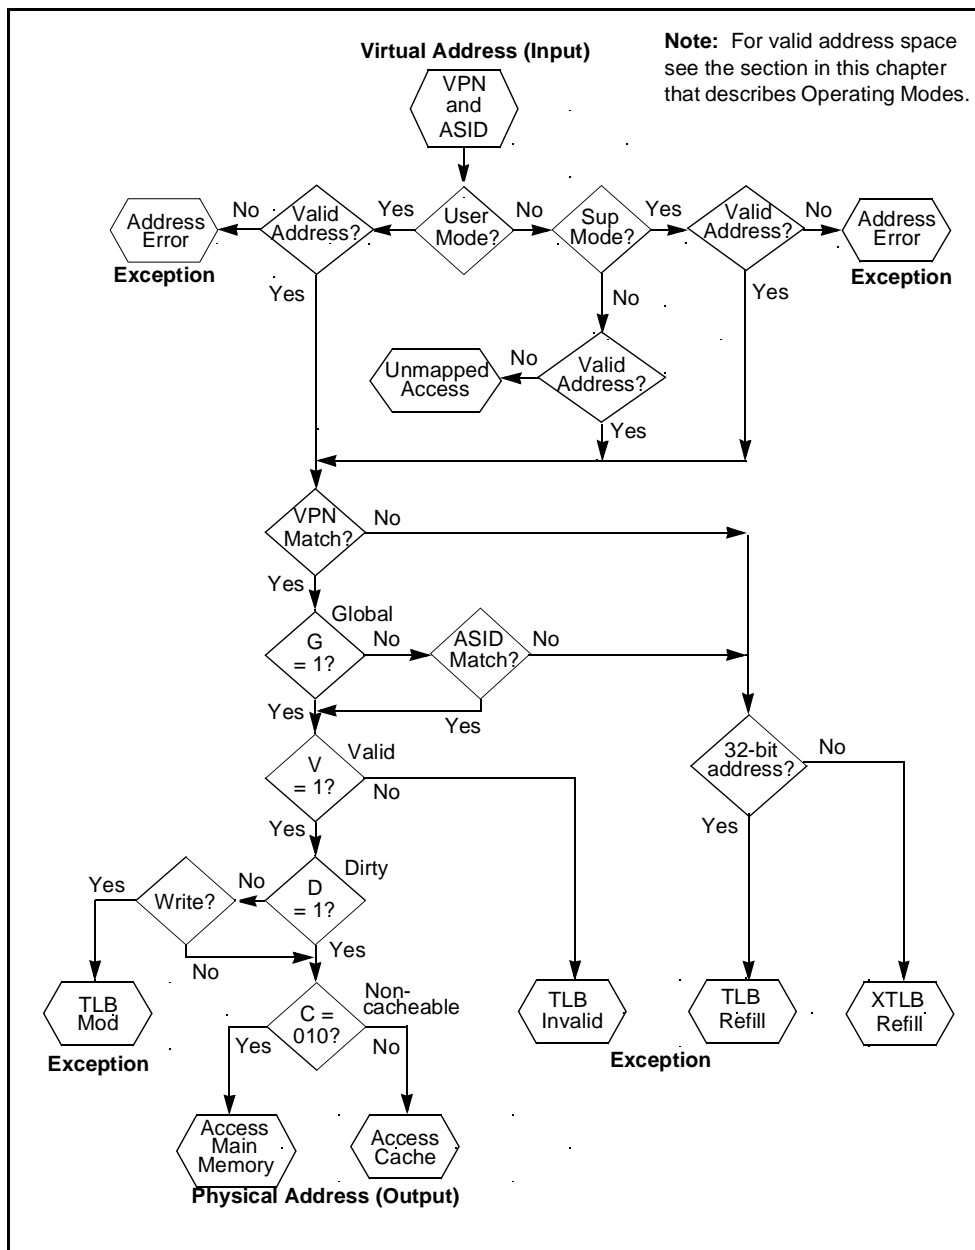 Virtual Address (Input)
Note: For valid address space
see the section in this chapter
that describes Operating Modes.
VPN
and
ASID
Address
Error
Exception
No
Valid
Address?
Yes
User
Mode?
No
Sup
Mode?
Yes
Valid
Address?
No
Address
Error
Exception
Yes
No
Yes
Unmapped
Access
No
Valid
Address?
Yes
VPN
Match?
No
Yes
Global
G
= 1?
No
ASID
Match?
No
Yes
Yes
Valid
V
= 1?
No
32-bit
address?
No
Yes
Yes
Dirty
D
= 1?
No
Write?
Yes
Yes
No
TLB
Mod
Exception
Non-
cacheable
C =
010?
Yes
No
TLB
Invalid
TLB
Refill
XTLB
Refill
Exception
Access
Main
Memory
Access
Cache
Physical Address (Output)